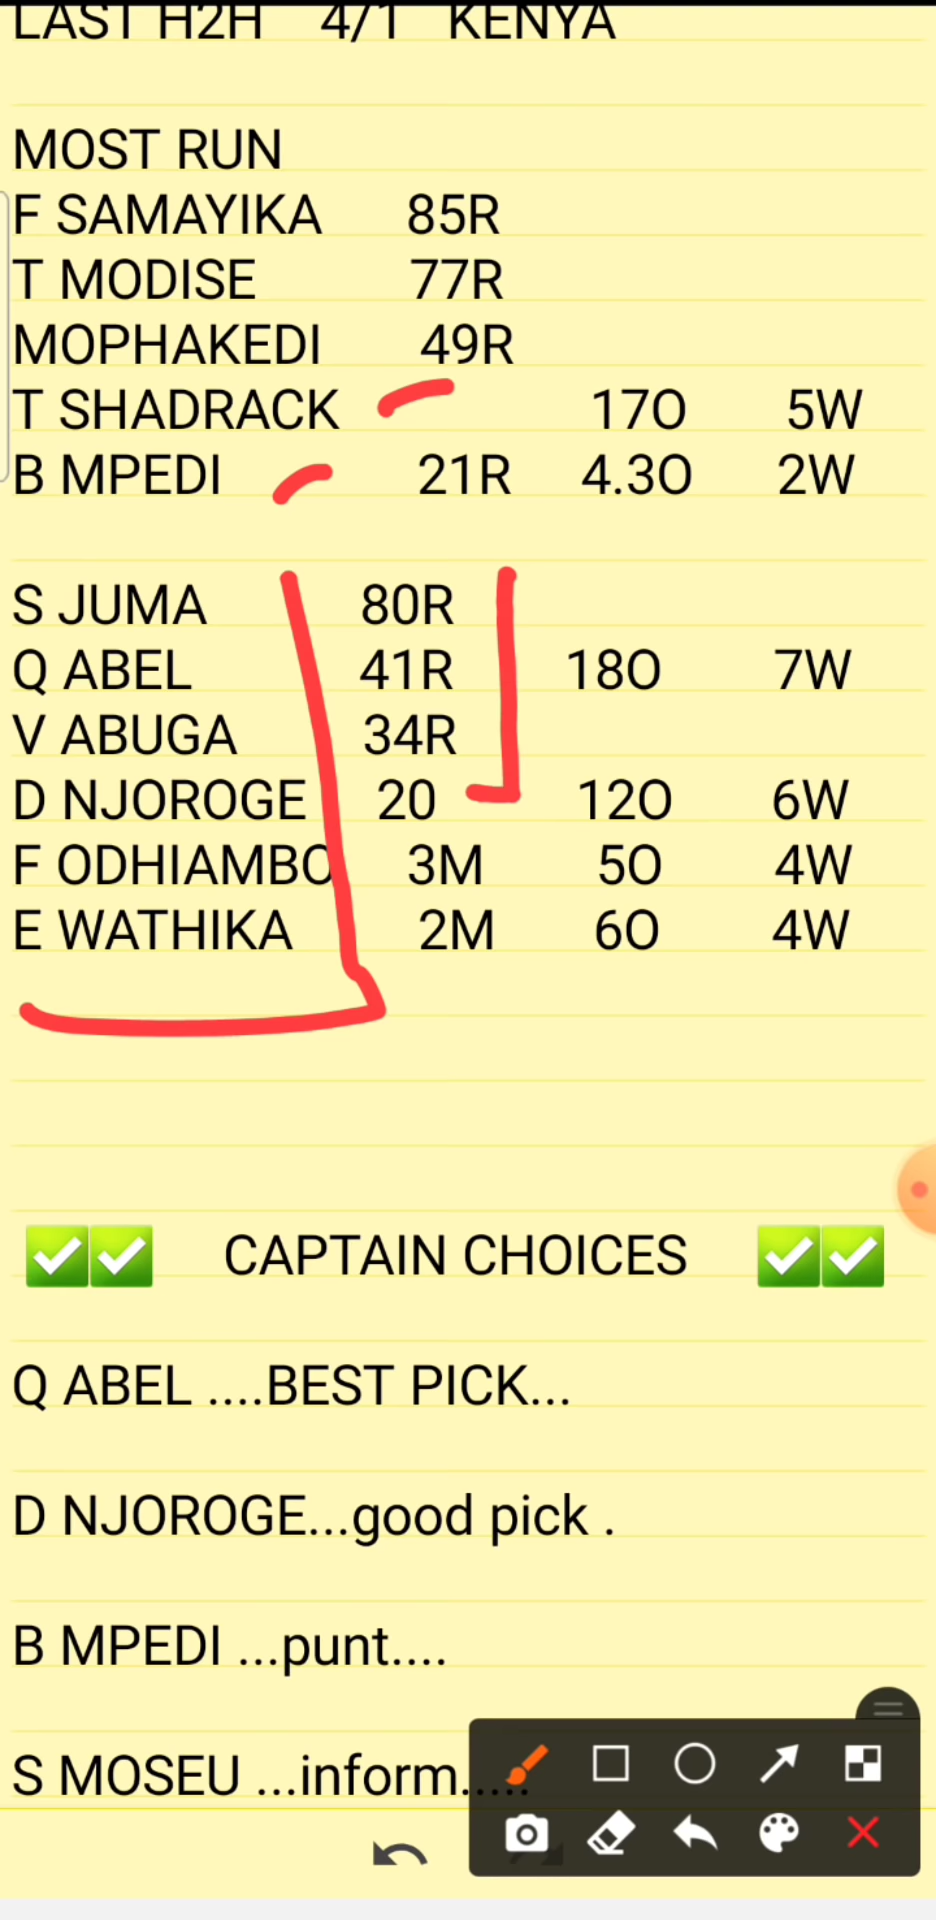 LAST H2H 4/1 KENYA
MOST RUN
F SAMAYIKA 85R
T MODISE 77R
MOPHAKEDI 49R
T SHADRACK 17O 5W
B MPEDI 21R 4.3O 2W
S JUMA 80R
Q ABEL 41R 18O 7W
V ABUGA 34R
D NJOROGE 20 12O 6W
F ODHIAMBO 3M 5O 4W
E WATHIKA 2M 6O 4W
✅✅ CAPTAIN CHOICES ✅✅
Q ABEL ....BEST PICK...
D NJOROGE...good pick .
B MPEDI ...punt....
S MOSEU ...inform.....